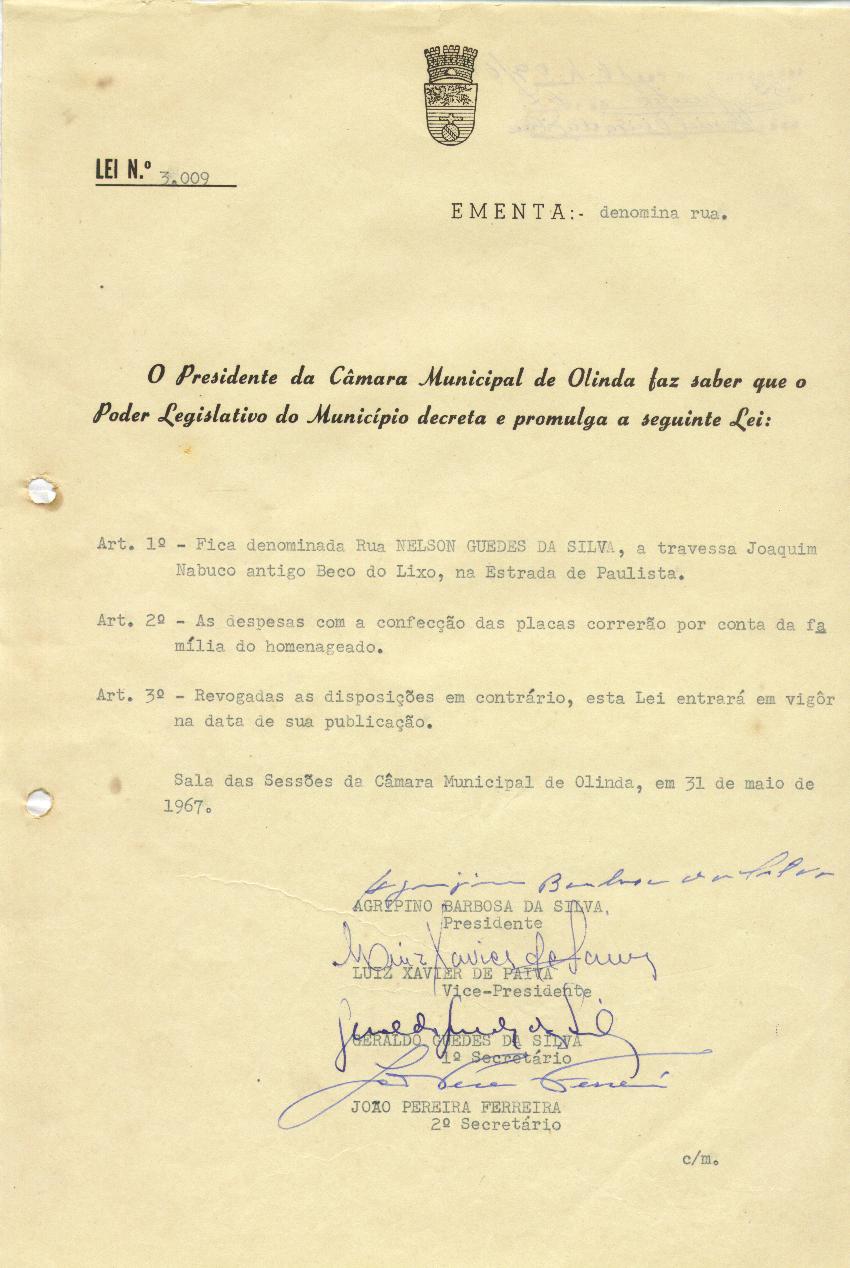 LEI N.º 3.009
EMENTA:- denomina rua.
O Presidente da Câmara Municipal de Olinda faz saber que o
Poder Legislativo do Município decreta e promulga a seguinte Lei:
Art. 1º - Fica denominada Rua NELSON GUEDES DA SILVA, a travessa Joaquim
Nabuco antigo Beco do Lixo, na Estrada de Paulista.
Art. 2º - As despesas com a confecção das placas correrão por conta da fa
mília do homenageado.
Art. 3º - Revogadas as disposições em contrário, esta Lei entrará em vigôr
na data de sua publicação.
Sala das Sessões da Câmara Municipal de Olinda, em 31 de maio de
1967.
Agripino Barbosa da Silva
AGRIPINO BARBOSA DA SILVA,
Presidente
Luiz Xavier de
LUIZ XAVIER DE PAIVA
Vice-Presidente
Geraldo Guedes da Silva
GERALDO GUEDES DA SILVA
1º Secretário
João Pereira Ferreira
JOÃO PEREIRA FERREIRA
2º Secretário
c/m.